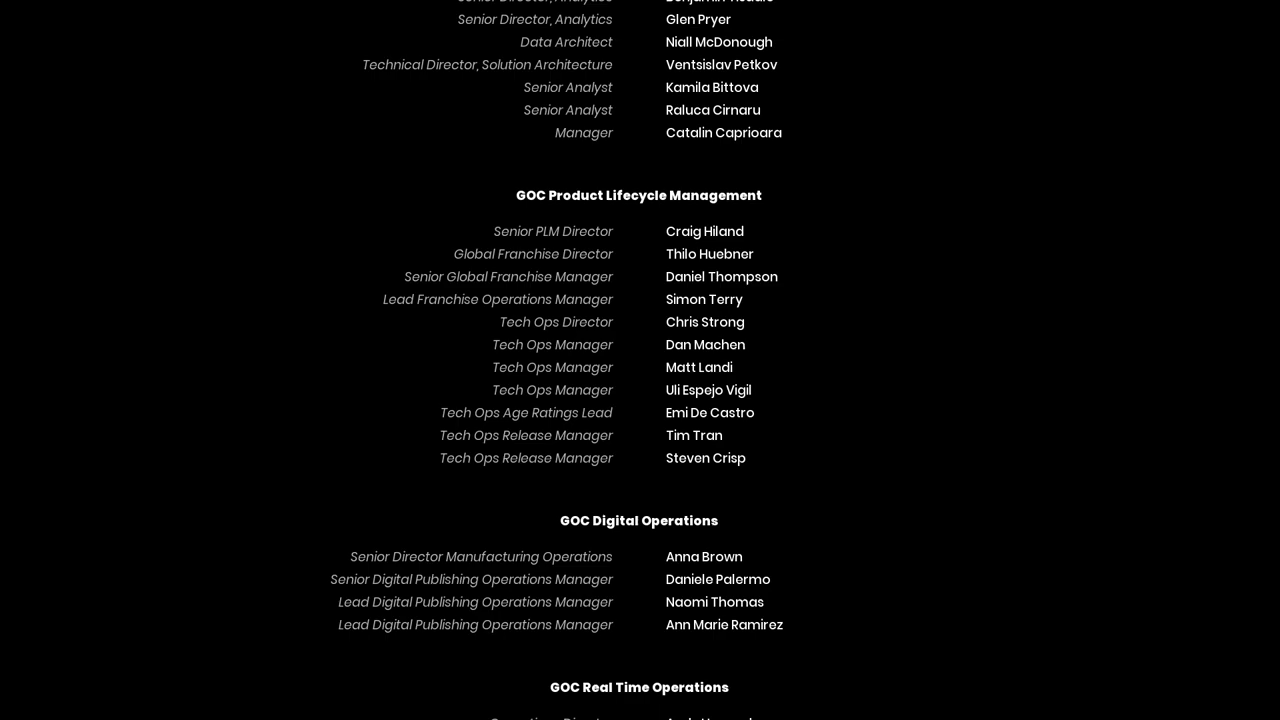 Senior Director, Analytics
Senior Director, Analytics Glen Pryer
Data Architect Niall McDonough
Technical Director, Solution Architecture Ventsislav Petkov
Senior Analyst Kamila Bittova
Senior Analyst Raluca Cirnaru
Manager Catalin Caprioara
GOC Product Lifecycle Management
Senior PLM Director Craig Hiland
Global Franchise Director Thilo Huebner
Senior Global Franchise Manager Daniel Thompson
Lead Franchise Operations Manager Simon Terry
Tech Ops Director Chris Strong
Tech Ops Manager Dan Machen
Tech Ops Manager Matt Landi
Tech Ops Manager Uli Espejo Vigil
Tech Ops Age Ratings Lead Emi De Castro
Tech Ops Release Manager Tim Tran
Tech Ops Release Manager Steven Crisp
GOC Digital Operations
Senior Director Manufacturing Operations Anna Brown
Senior Digital Publishing Operations Manager Daniele Palermo
Lead Digital Publishing Operations Manager Naomi Thomas
Lead Digital Publishing Operations Manager Ann Marie Ramirez
GOC Real Time Operations